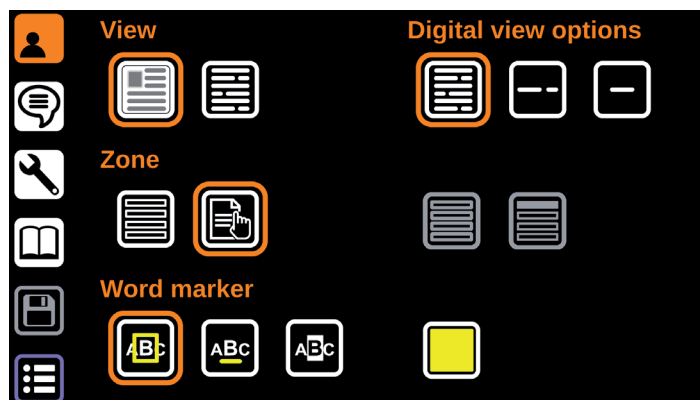 View
Digital view options
Zone
Word marker
ABC ABC ABC